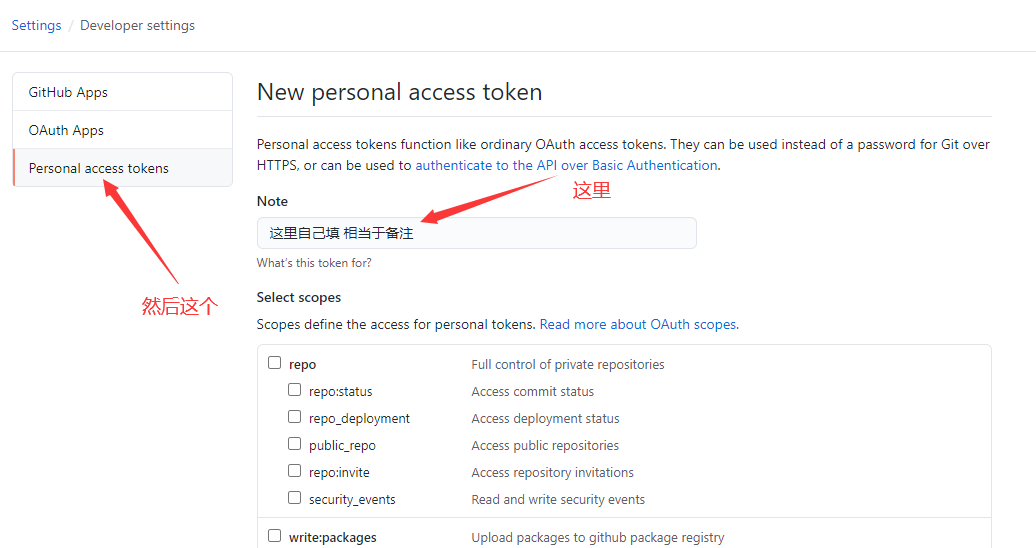 Settings / Developer settings
GitHub Apps
OAuth Apps
Personal access tokens
然后这个
New personal access token
Personal access tokens function like ordinary OAuth access tokens. They can be used instead of a password for Git over
HTTPS, or can be used to authenticate to the API over Basic Authentication.
这里
Note
这里自己填 相当于备注
What's this token for?
Select scopes
Scopes define the access for personal tokens. Read more about OAuth scopes.
repo Full control of private repositories
repo:status Access commit status
repo_deployment Access deployment status
public_repo Access public repositories
repo:invite Access repository invitations
security_events Read and write security events
write:packages Upload packages to github package registry